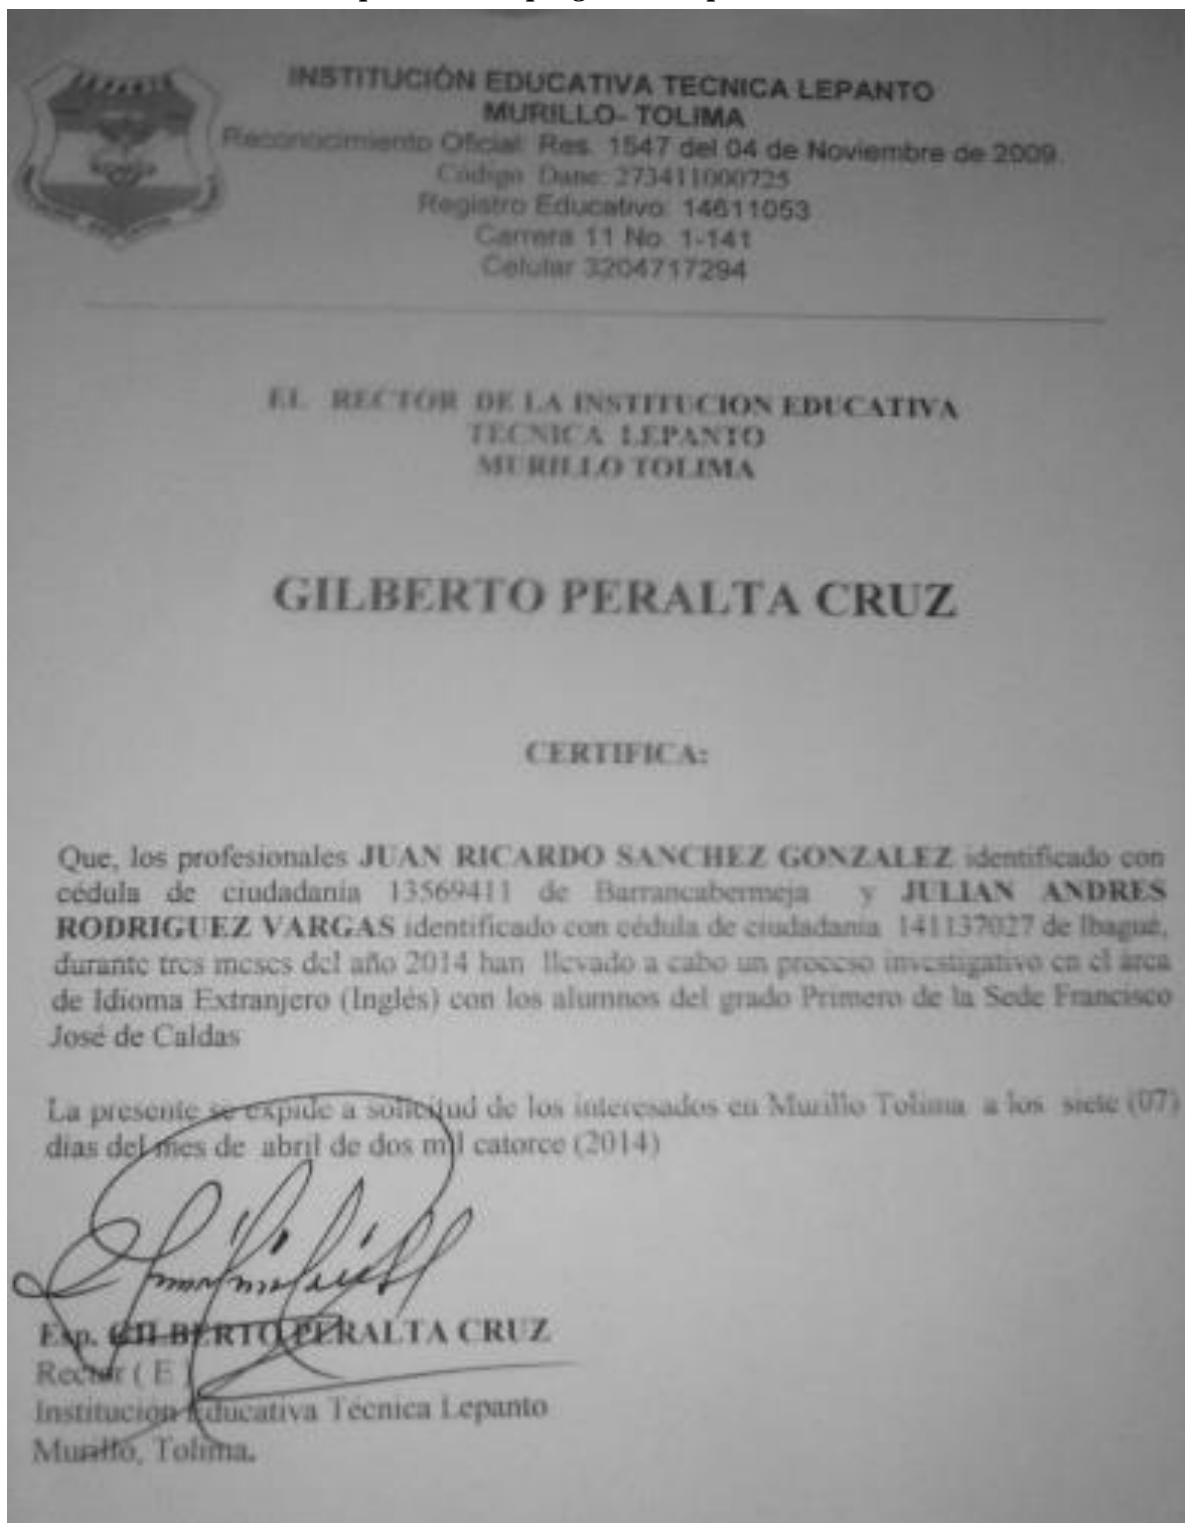 INSTITUCIÓN EDUCATIVA TECNICA LEPANTO
MURILLO- TOLIMA
Reconocimiento Oficial: Res. 1547 del 04 de Noviembre de 2009.
Código Dane: 273411000725
Registro Educativo: 14611053
Carrera 11 No. 1-141
Celular 3204717294
LEPANTO
EL RECTOR DE LA INSTITUCION EDUCATIVA
TECNICA LEPANTO
MURILLO TOLIMA
GILBERTO PERALTA CRUZ
CERTIFICA:
Que, los profesionales JUAN RICARDO SANCHEZ GONZALEZ identificado con
cédula de ciudadanía 13569411 de Barrancabermeja y JULIAN ANDRES
RODRIGUEZ VARGAS identificado con cédula de ciudadanía 141137027 de Ibagué,
durante tres meses del año 2014 han llevado a cabo un proceso investigativo en el área
de Idioma Extranjero (Inglés) con los alumnos del grado Primero de la Sede Francisco
José de Caldas
La presente se expide a solicitud de los interesados en Murillo Tolima a los siete (07)
días del mes de abril de dos mil catorce (2014)
Esp. GILBERTO PERALTA CRUZ
Rector ( E )
Institución Educativa Técnica Lepanto
Murillo, Tolima.